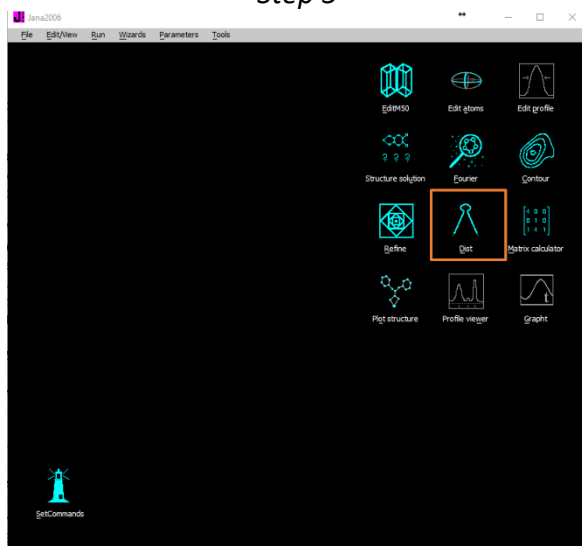 Step 3
Jana2006
File Edit/View Run Wizards Parameters Tools
EditM50 Edit atoms Edit profile
? ? ?
Structure solution Fourier Contour
Refine Dist Matrix calculator
Plot structure Profile viewer Grapht
SetCommands